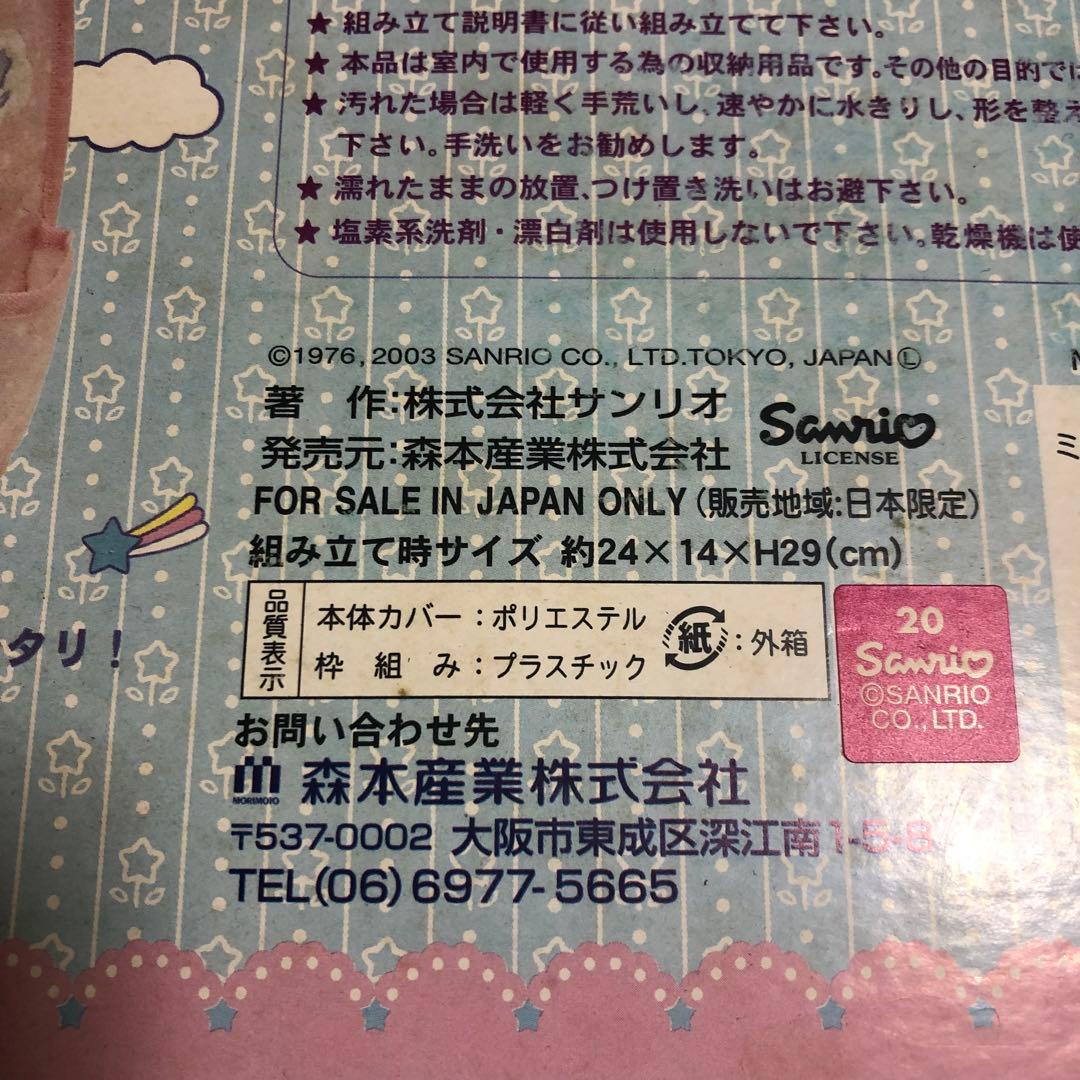 ★ 組み立て説明書に従い組み立てて下さい。
★ 本品は室内で使用する為の収納用品です。その他の目的では
★ 汚れた場合は軽く手荒いし、速やかに水きりし、形を整え
下さい。手洗いをお勧めします。
★ 濡れたままの放置、つけ置き洗いはお避下さい。
★ 塩素系洗剤・漂白剤は使用しないで下さい。乾燥機は使
©1976, 2003 SANRIO CO., LTD.TOKYO, JAPAN Ⓛ
著 作:株式会社サンリオ
発売元:森本産業株式会社
Sanrio
LICENSE
FOR SALE IN JAPAN ONLY (販売地域:日本限定)
組み立て時サイズ 約24×14×H29(cm)
品質表示
本体カバー:ポリエステル
枠組み:プラスチック
紙:外箱
20
Sanrio
©SANRIO
CO., LTD.
タリ!
ミ
お問い合わせ先
MORIMOTO 森本産業株式会社
〒537-0002 大阪市東成区深江南1-5-8
TEL(06)6977-5665